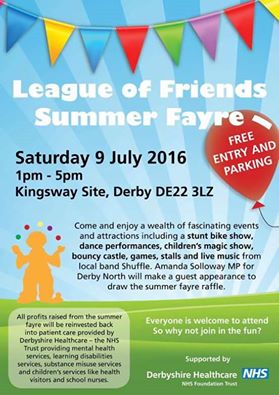 League of Friends
Summer Fayre
FREE
ENTRY AND
PARKING
Saturday 9 July 2016
1pm - 5pm
Kingsway Site, Derby DE22 3LZ
Come and enjoy a wealth of fascinating events
and attractions including a stunt bike show,
dance performances, children's magic show,
bouncy castle, games, stalls and live music from
local band Shuffle. Amanda Solloway MP for
Derby North will make a guest appearance to
draw the summer fayre raffle.
All profits raised from the summer
fayre will be reinvested back
into patient care provided by
Derbyshire Healthcare – the NHS
Trust providing mental health
services, learning disabilities
services, substance misuse services
and children's services like health
visitors and school nurses.
Everyone is welcome to attend
So why not join in the fun?
Supported by
Derbyshire Healthcare NHS
NHS Foundation Trust